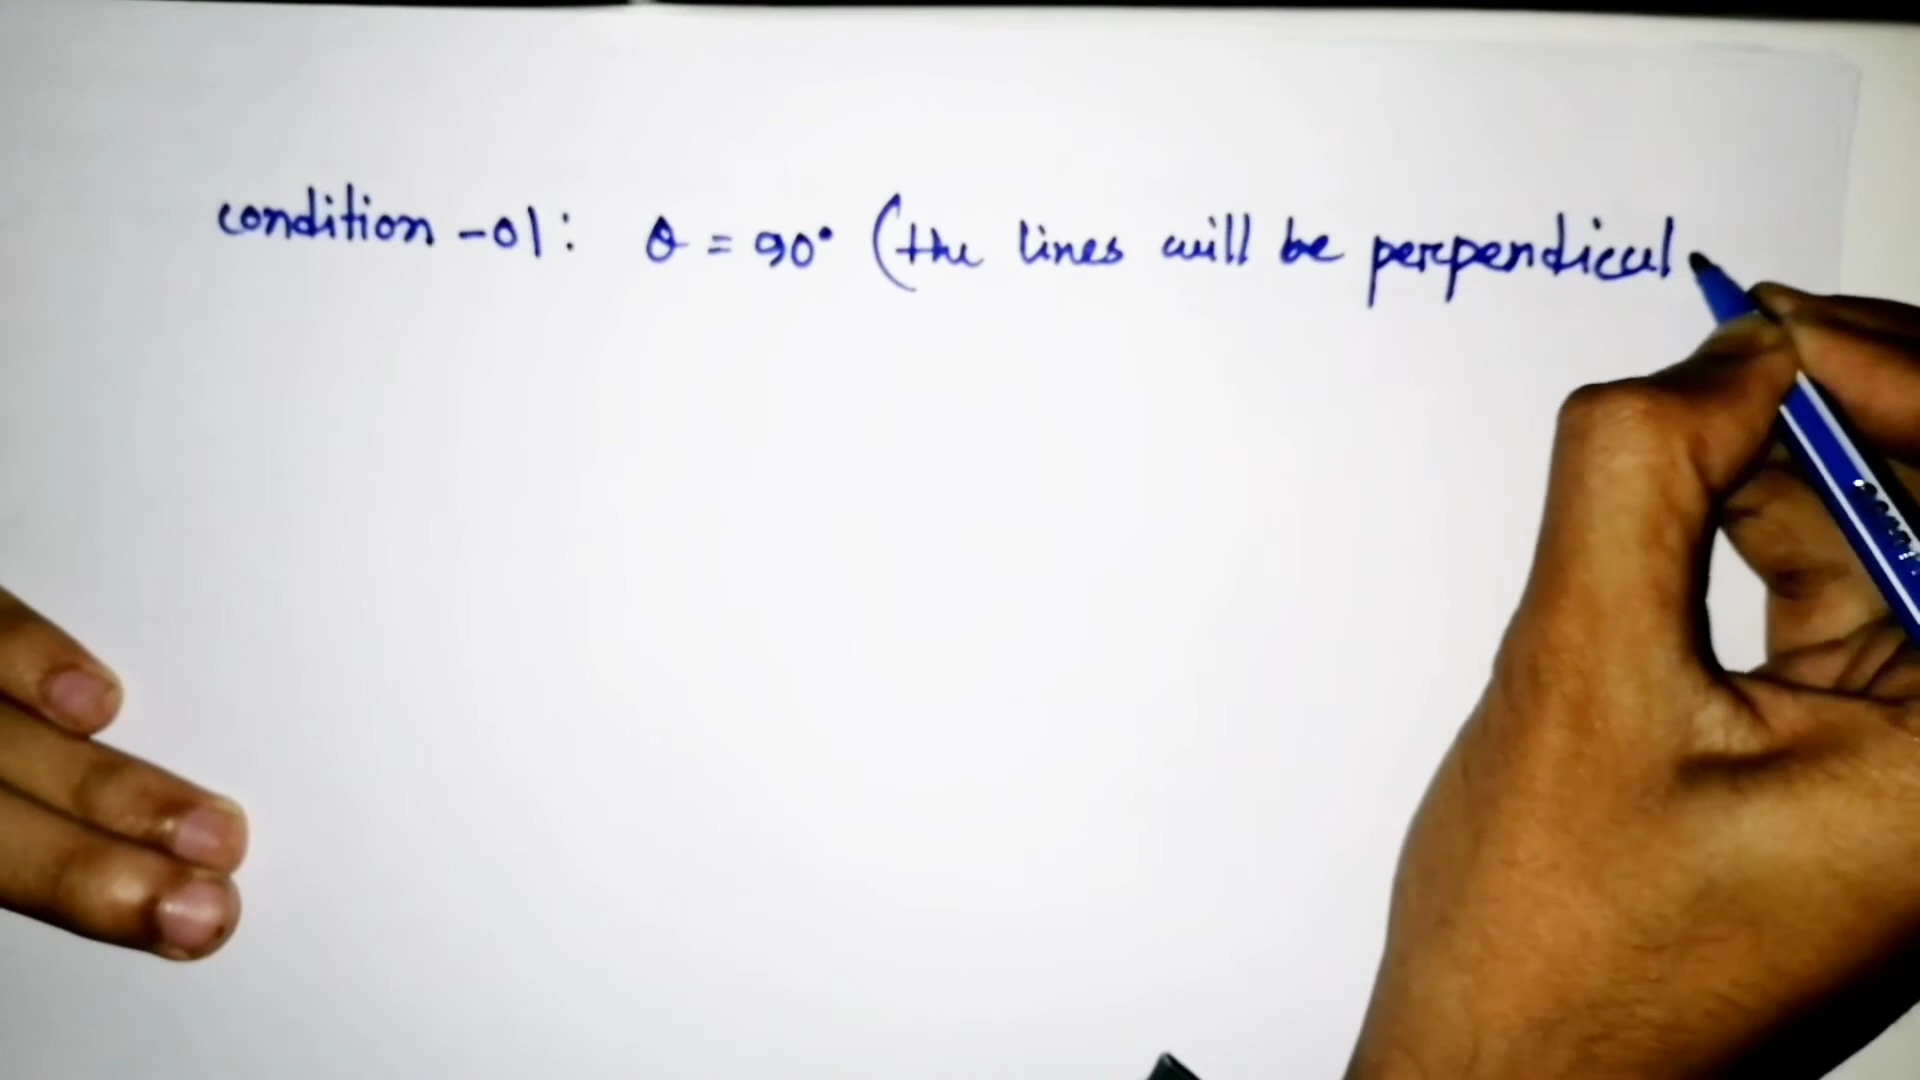 condition -01: θ = 90° (the lines will be perpendicul